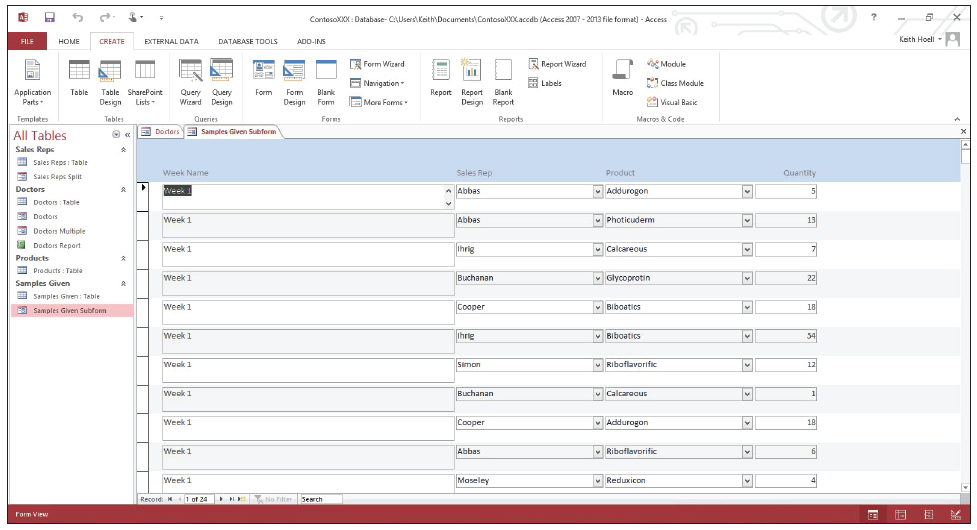 ContosoXXX : Database- C:\Users\Keith\Documents\ContosoXXX.accdb (Access 2007 - 2013 file format) - Access
?
FILE HOME CREATE EXTERNAL DATA DATABASE TOOLS ADD-INS Keith Hoell
Application Parts
Table
Table Design
SharePoint Lists
Query Wizard
Query Design
Form
Form Design
Blank Form
Form Wizard
Navigation
More Forms
Report
Report Design
Blank Report
Report Wizard
Labels
Macro
Module
Class Module
Visual Basic
Templates Tables Queries Forms Reports Macros & Code
All Tables
Sales Reps
Sales Reps : Table
Sales Reps Split
Doctors
Doctors : Table
Doctors
Doctors Multiple
Doctors Report
Products
Products : Table
Samples Given
Samples Given : Table
Samples Given Subform
Doctors Samples Given Subform
Week Name Sales Rep Product Quantity
Week 1 Abbas Addurogon 5
Week 1 Abbas Photicuderm 13
Week 1 Ihrig Calcareous 7
Week 1 Buchanan Glycoprotin 22
Week 1 Cooper Biboatics 18
Week 1 Ihrig Biboatics 54
Week 1 Simon Riboflavorific 12
Week 1 Buchanan Calcareous 1
Week 1 Cooper Addurogon 18
Week 1 Abbas Riboflavorific 6
Week 1 Moseley Reduxicon 4
Record: 1 of 24 No Filter Search
Form View